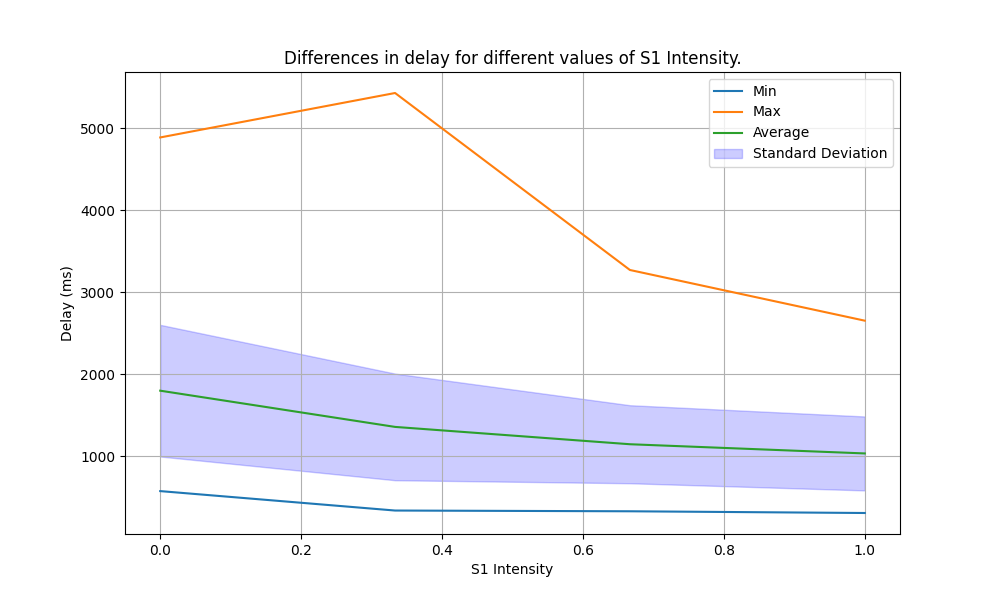 Differences in delay for different values of S1 Intensity.
Min
Max
Average
Standard Deviation
5000
4000
3000
2000
1000
Delay (ms)
0.0 0.2 0.4 0.6 0.8 1.0
S1 Intensity